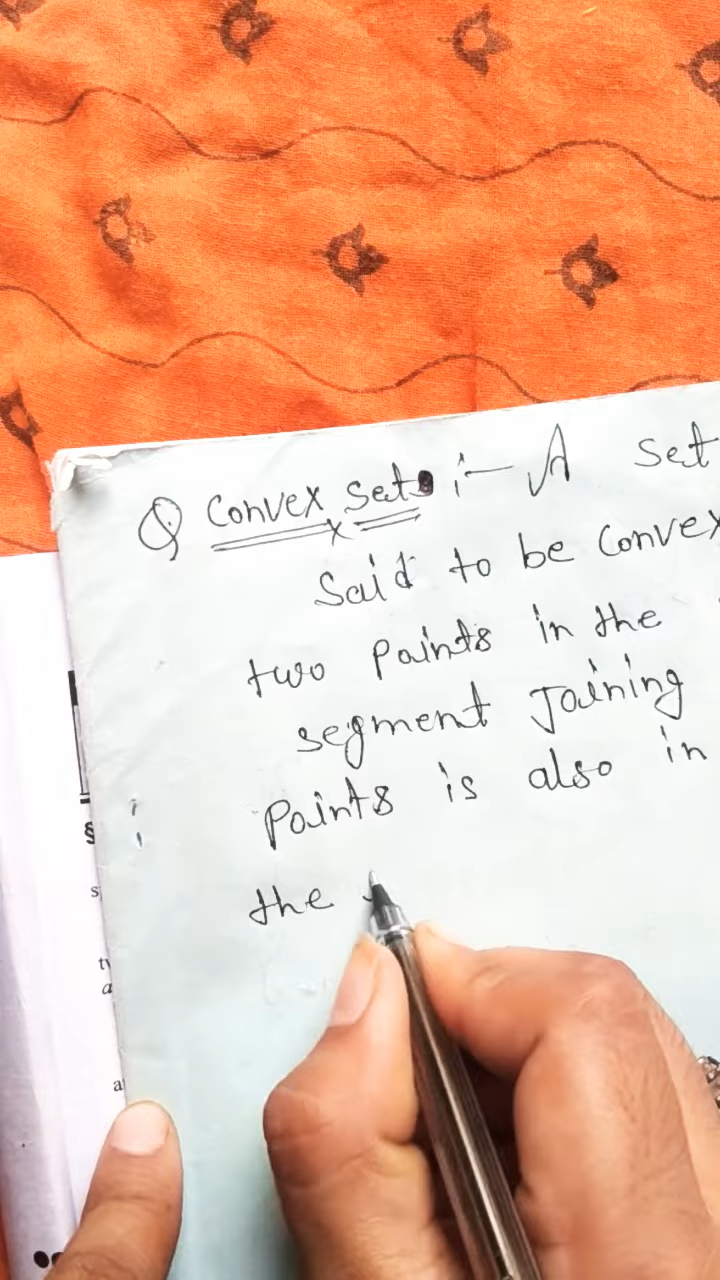 Q Convex Set :- A set
Said to be Convex
two Points in the
segment Joining
Points is also in
the
§
s
a
a